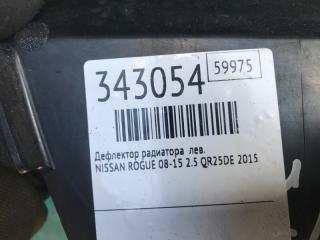 343054 59975
Дефлектор радиатора лев.
NISSAN ROGUE 08-15 2.5 QR25DE 2015